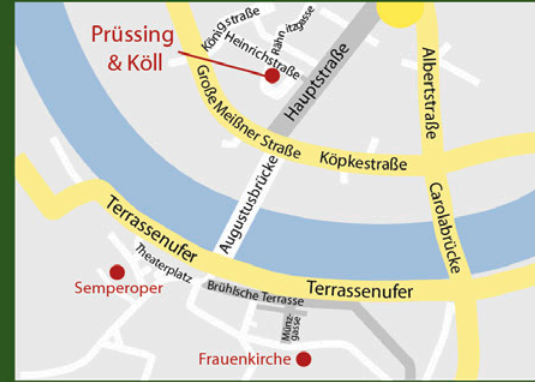 Prüssing
& Köll
Königstraße
Rähnitzgasse
Heinrichstraße
Hauptstraße
Albertstraße
Große Meißner Straße
Köpkestraße
Augustusbrücke
Carolabrücke
Terrassenufer
Theaterplatz
Semperoper
Brühlsche Terrasse
Terrassenufer
Münz-
gasse
Frauenkirche